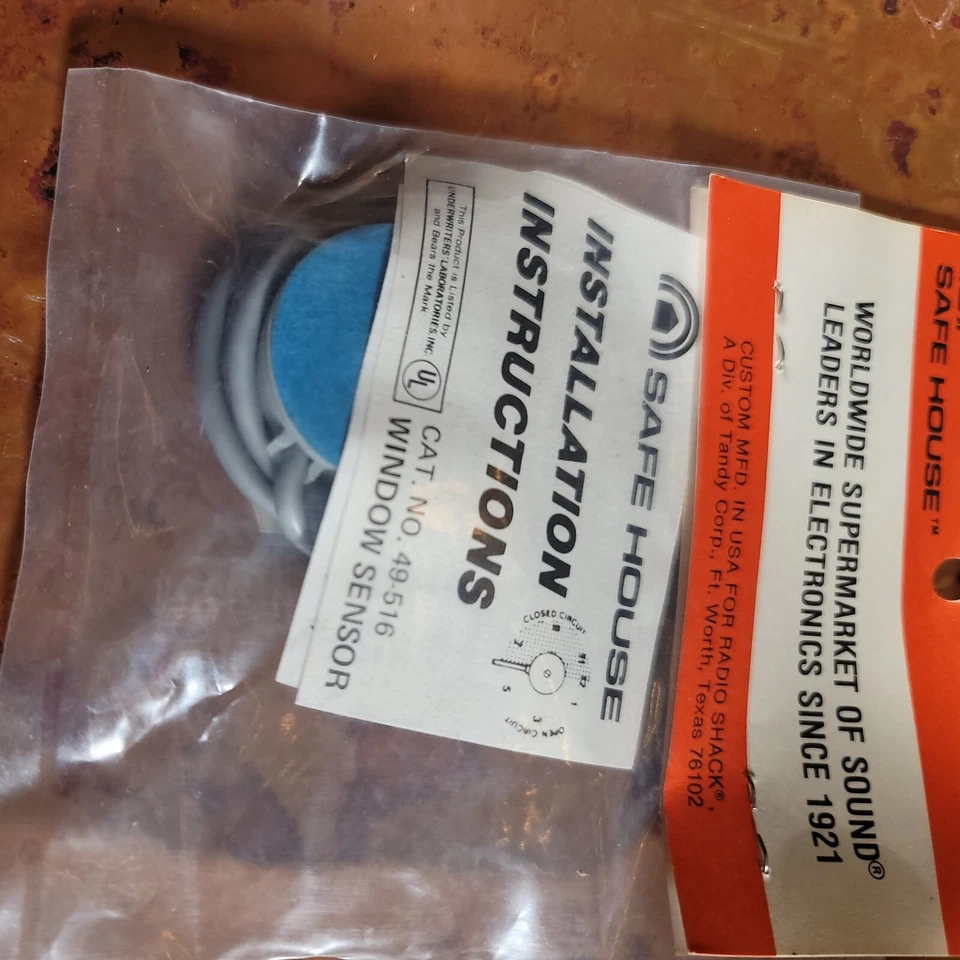 SAFE HOUSE™
WORLDWIDE SUPERMARKET OF SOUND®
LEADERS IN ELECTRONICS SINCE 1921
CUSTOM MFD. IN USA FOR RADIO SHACK®,
A Div. of Tandy Corp., Ft. Worth, Texas 76102
SAFE HOUSE
INSTALLATION
INSTRUCTIONS
This Product is Listed by
UNDERWRITERS' LABORATORIES, INC.
and Bears the Mark
UL
CAT. NO. 49-516
WINDOW SENSOR
CLOSED CIRCUIT
OPEN CIRCUIT